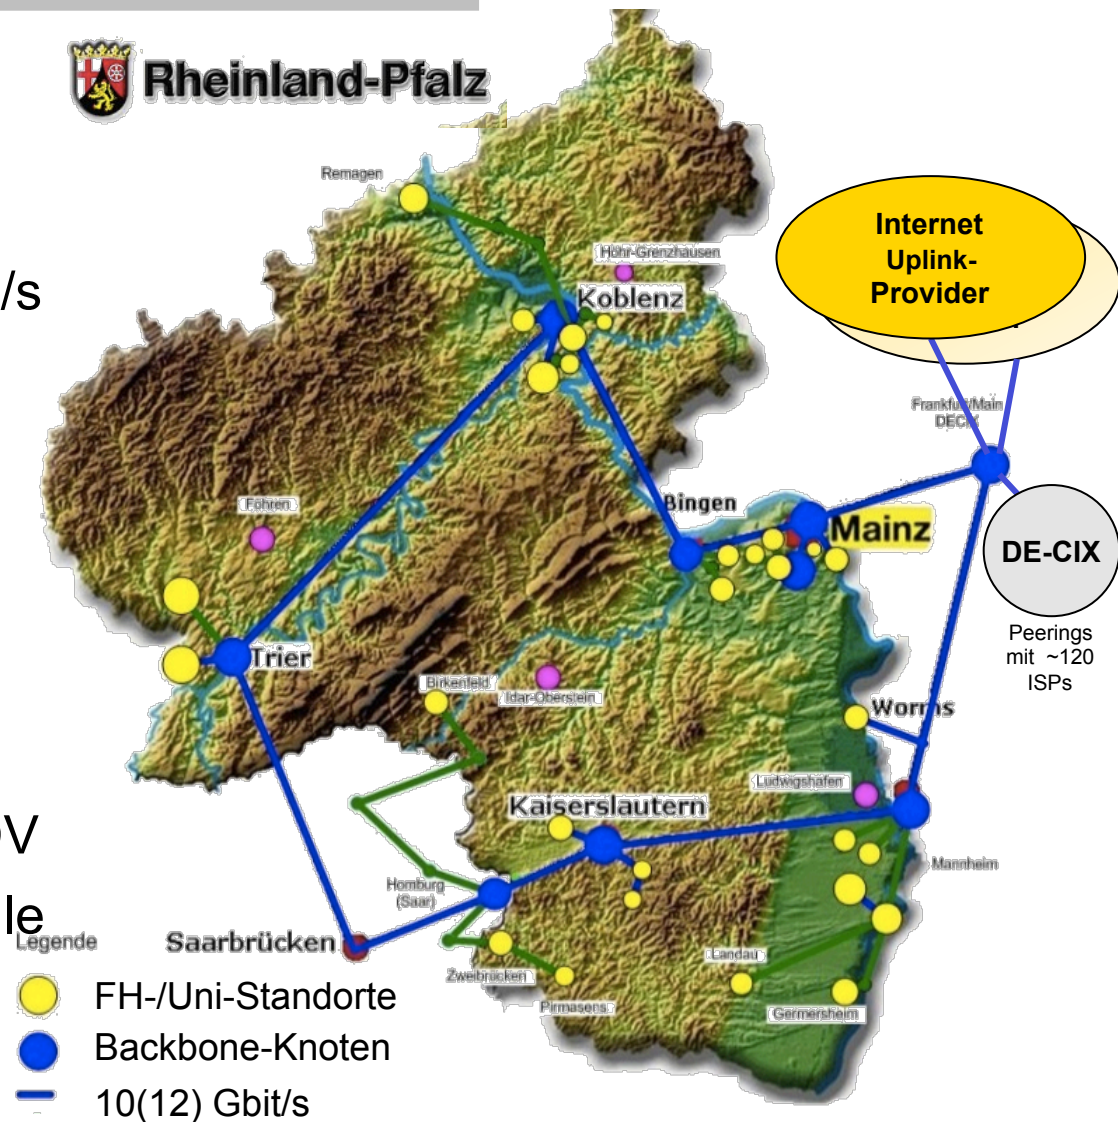 Rheinland-Pfalz
Remagen
Höhr-Grenzhausen
Koblenz
/s
Internet
Uplink-
Provider
Frankfurt/Main
DECIX
Föhren
Bingen
Mainz
DE-CIX
Peerings
mit ~120
ISPs
Trier
Birkenfeld
Idar-Oberstein
Worms
Ludwigshafen
Kaiserslautern
Mannheim
V
le
Homburg
(Saar)
Legende
Saarbrücken
Landau
Zweibrücken
Pirmasens
Germersheim
FH-/Uni-Standorte
Backbone-Knoten
10(12) Gbit/s